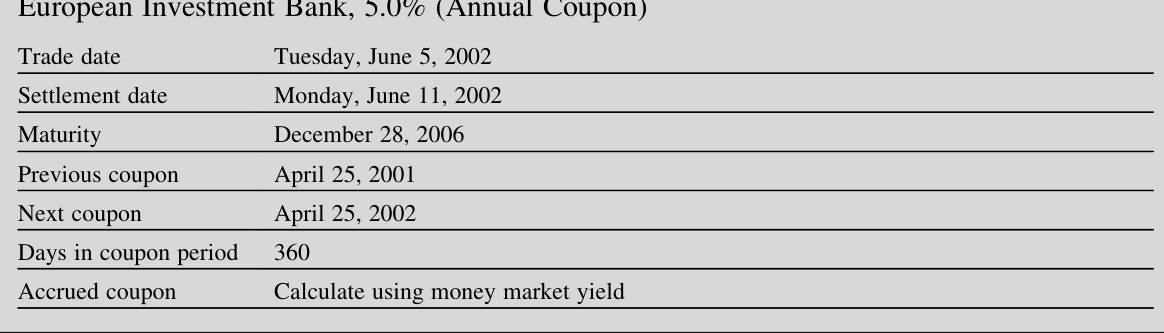 European Investment Bank, 5.0% (Annual Coupon)
Trade date Tuesday, June 5, 2002
Settlement date Monday, June 11, 2002
Maturity December 28, 2006
Previous coupon April 25, 2001
Next coupon April 25, 2002
Days in coupon period 360
Accrued coupon Calculate using money market yield